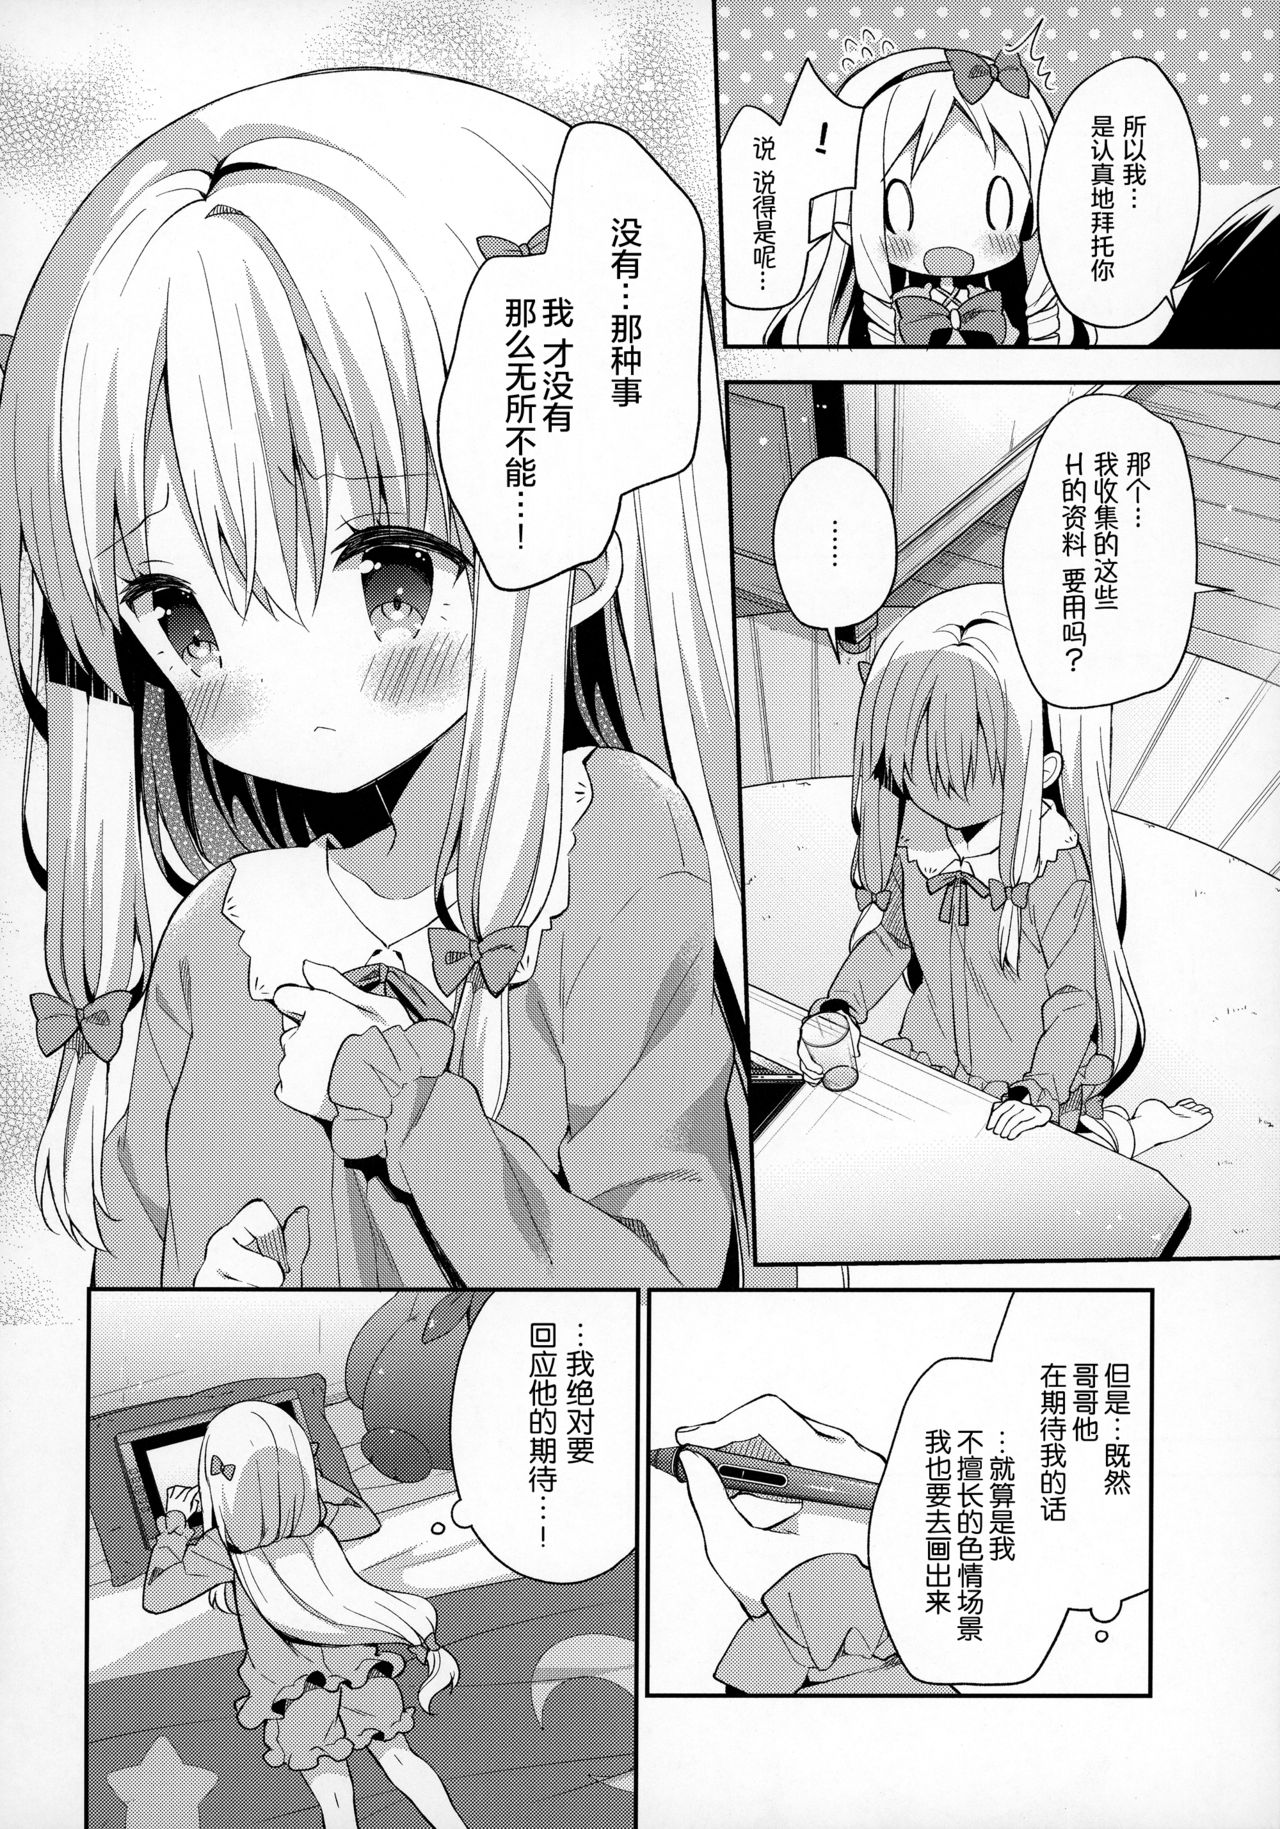 所以我…
是认真地拜托你
！
说 说得是呢…
那个…
我收集的这些
H的资料 要用吗？
……
没有…那种事
我 才没有
那么无所不能…！
但是…既然
哥哥他
在期待我的话
…就算是我
不擅长的色情场景
我也要去画出来
…我绝对要
回应他的期待…！